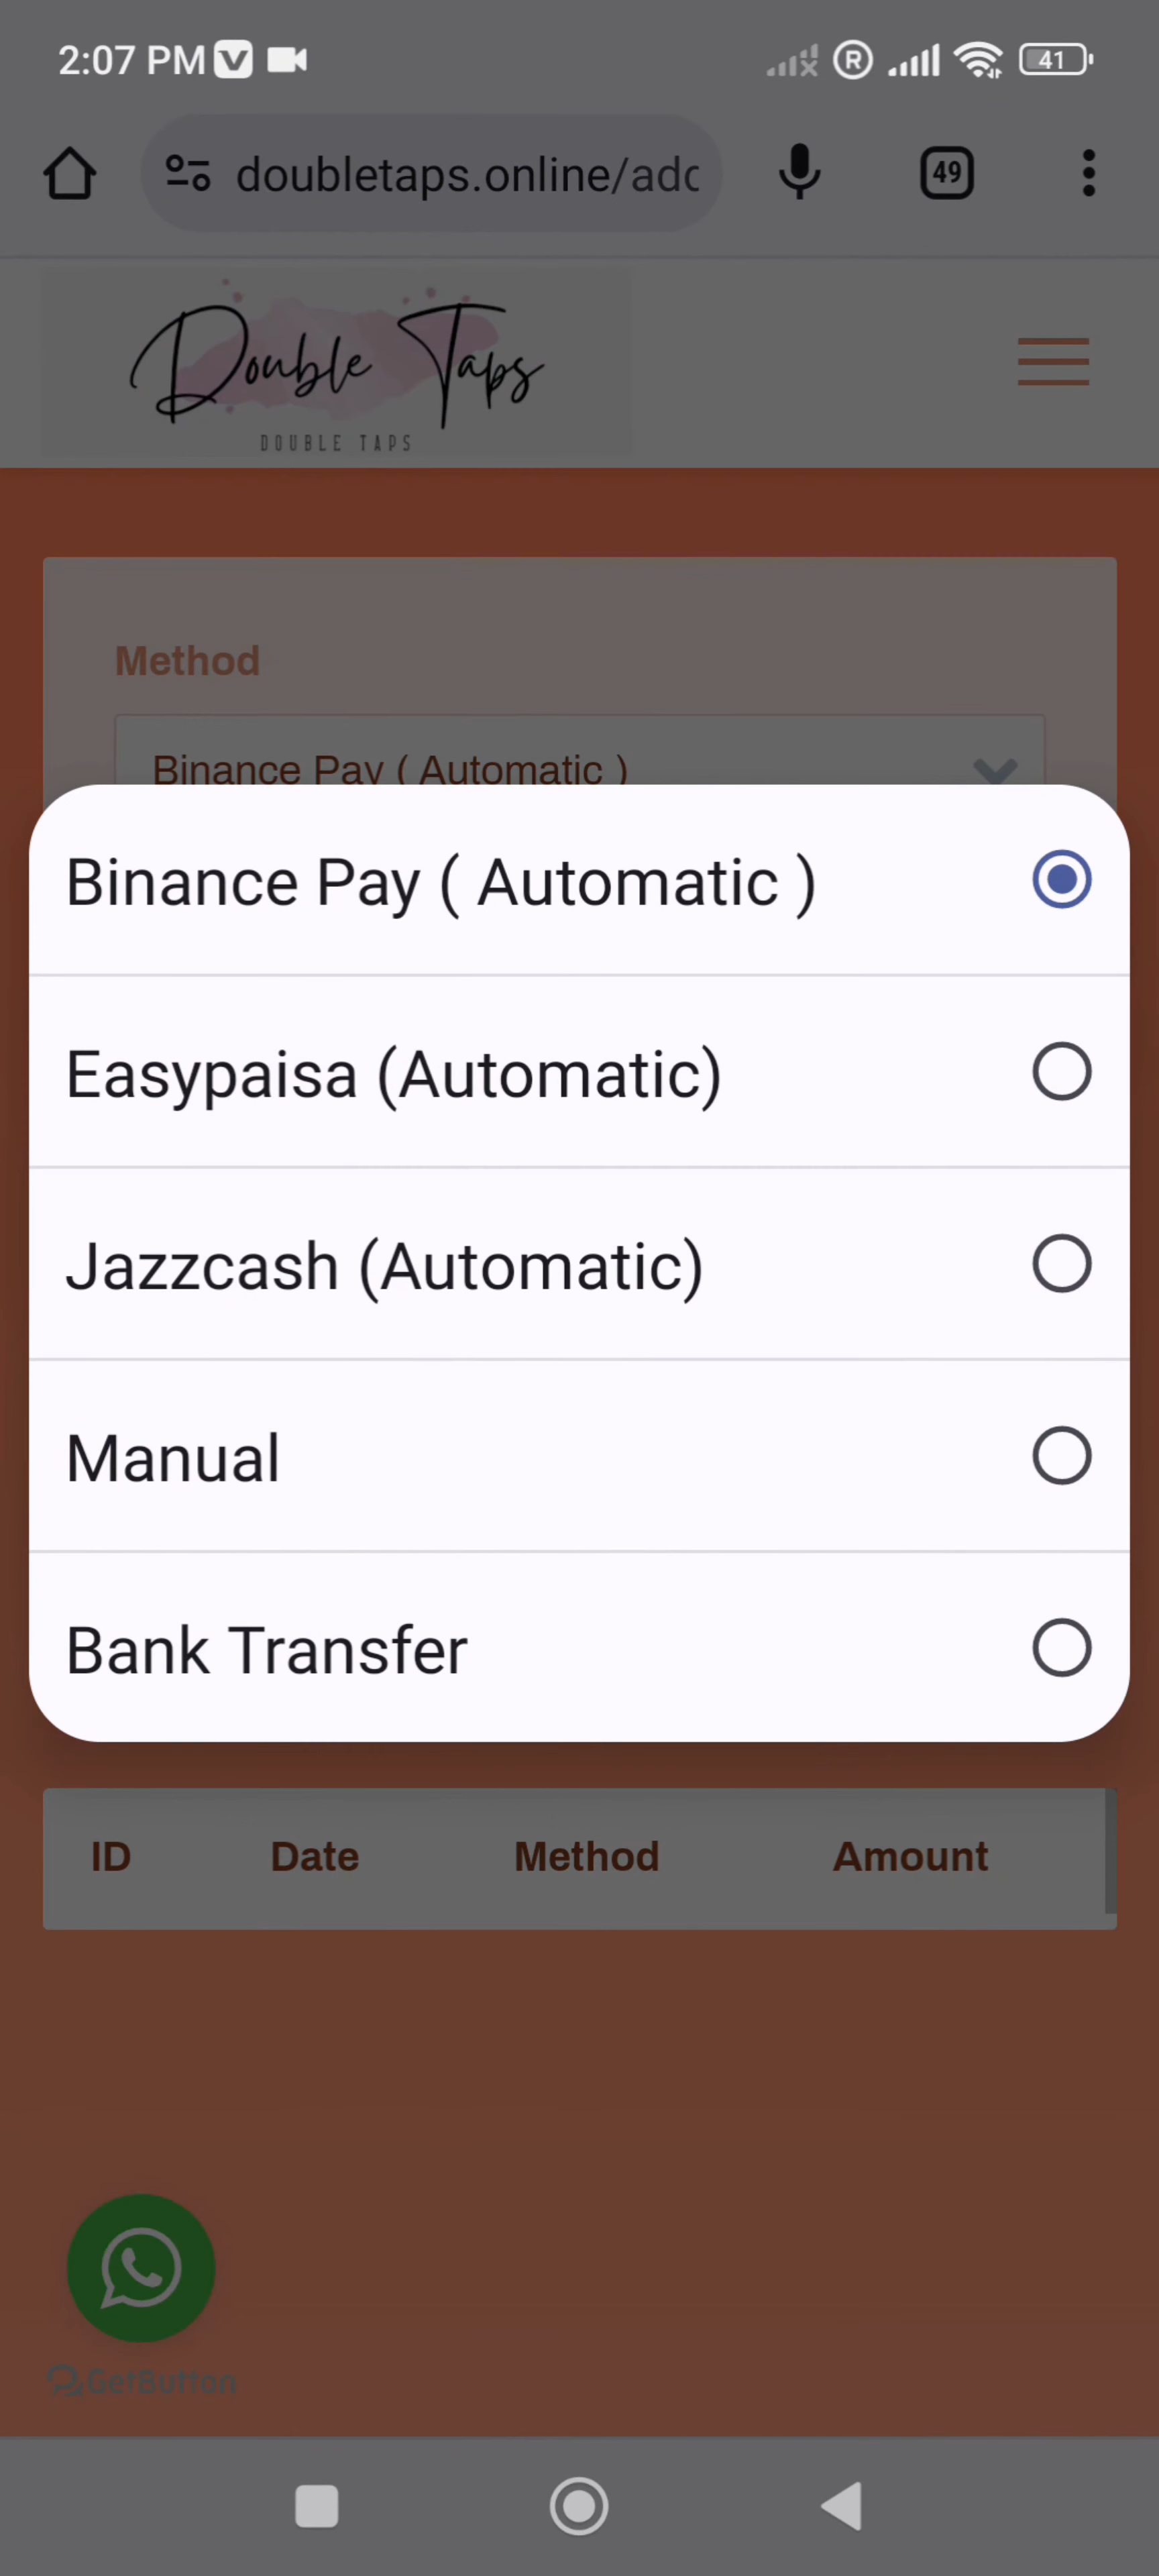 2:07 PM
41
doubletaps.online/add
49
Double Taps
DOUBLE TAPS
Method
Binance Pay ( Automatic )
Binance Pay ( Automatic )
Easypaisa (Automatic)
Jazzcash (Automatic)
Manual
Bank Transfer
ID Date Method Amount
GetButton